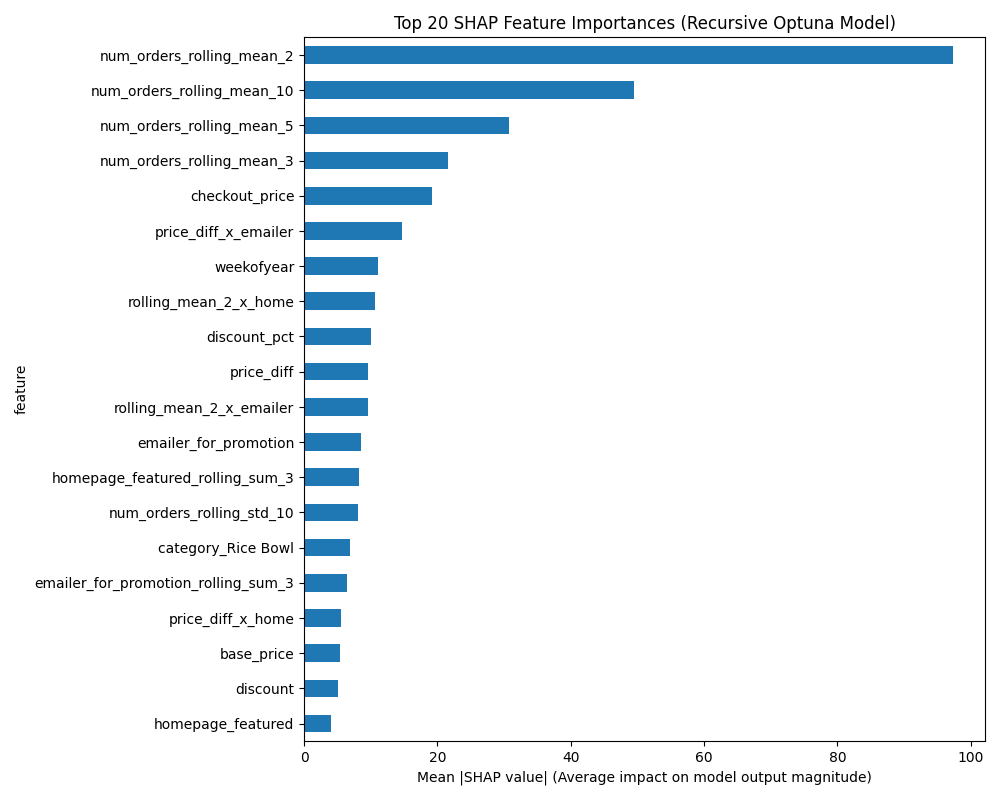 Top 20 SHAP Feature Importances (Recursive Optuna Model)
feature
num_orders_rolling_mean_2
num_orders_rolling_mean_10
num_orders_rolling_mean_5
num_orders_rolling_mean_3
checkout_price
price_diff_x_emailer
weekofyear
rolling_mean_2_x_home
discount_pct
price_diff
rolling_mean_2_x_emailer
emailer_for_promotion
homepage_featured_rolling_sum_3
num_orders_rolling_std_10
category_Rice Bowl
emailer_for_promotion_rolling_sum_3
price_diff_x_home
base_price
discount
homepage_featured
0 20 40 60 80 100
Mean |SHAP value| (Average impact on model output magnitude)